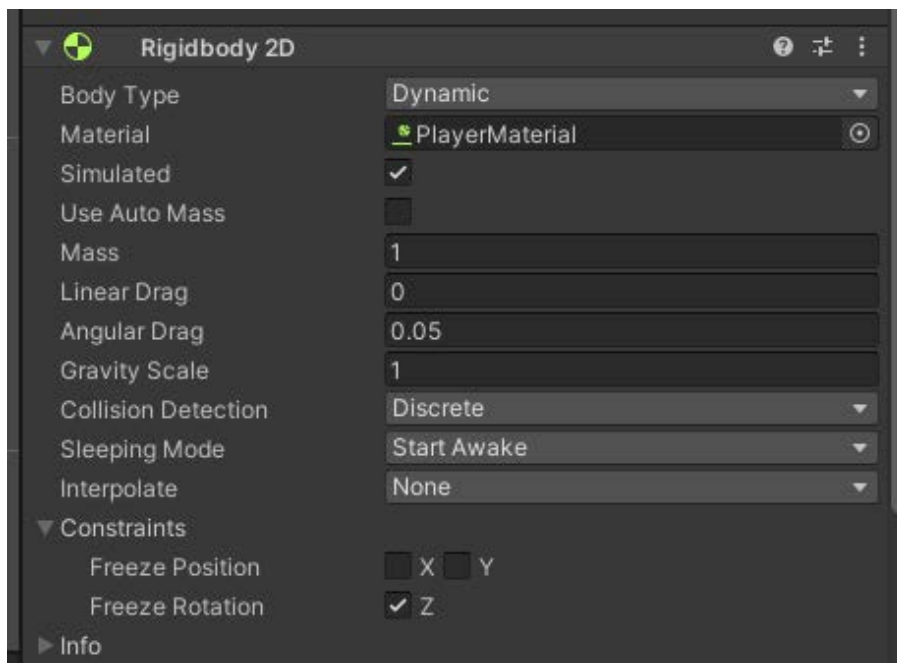 Rigidbody 2D
Body Type Dynamic
Material PlayerMaterial
Simulated
Use Auto Mass
Mass 1
Linear Drag 0
Angular Drag 0.05
Gravity Scale 1
Collision Detection Discrete
Sleeping Mode Start Awake
Interpolate None
Constraints
Freeze Position X Y
Freeze Rotation Z
Info